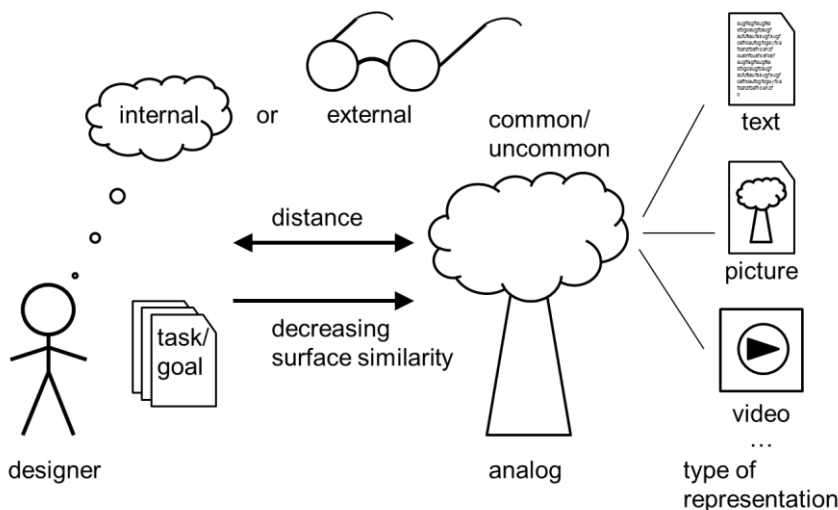 internal
or
external
common/
uncommon
text
distance
picture
task/
goal
decreasing
surface similarity
video
...
designer
analog
type of
representation